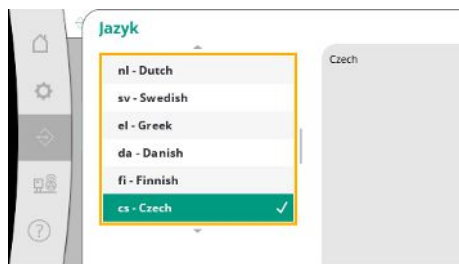 Jazyk
nl - Dutch
Czech
sv - Swedish
el - Greek
da - Danish
fi - Finnish
cs - Czech
?